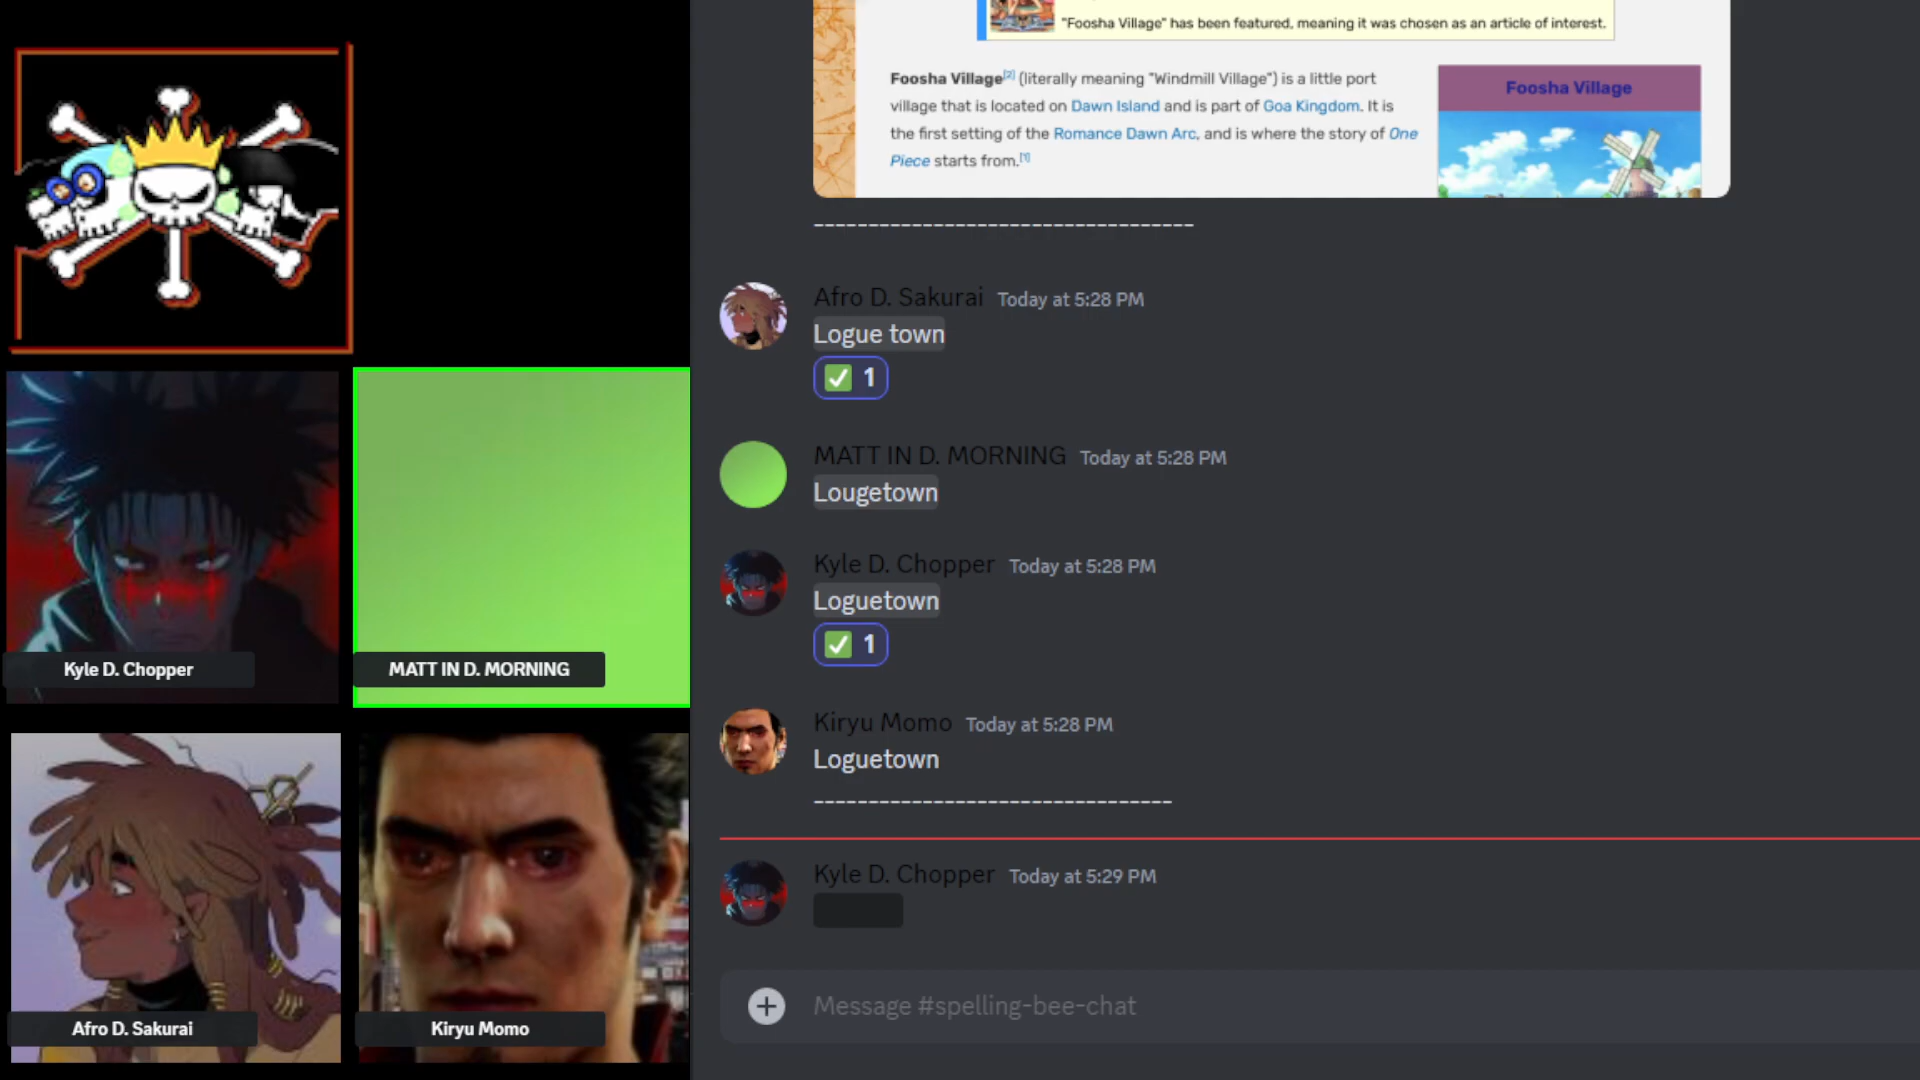 "Foosha Village" has been featured, meaning it was chosen as an article of interest.
Foosha Village[2] (literally meaning "Windmill Village") is a little port
village that is located on Dawn Island and is part of Goa Kingdom. It is
the first setting of the Romance Dawn Arc, and is where the story of One
Piece starts from.[1]
Foosha Village
-----------------------------------
Afro D. Sakurai Today at 5:28 PM
Logue town
1
MATT IN D. MORNING Today at 5:28 PM
Lougetown
Kyle D. Chopper Today at 5:28 PM
Loguetown
1
Kiryu Momo Today at 5:28 PM
Loguetown
---------------------------------
Kyle D. Chopper Today at 5:29 PM
Message #spelling-bee-chat
Kyle D. Chopper
MATT IN D. MORNING
Afro D. Sakurai
Kiryu Momo